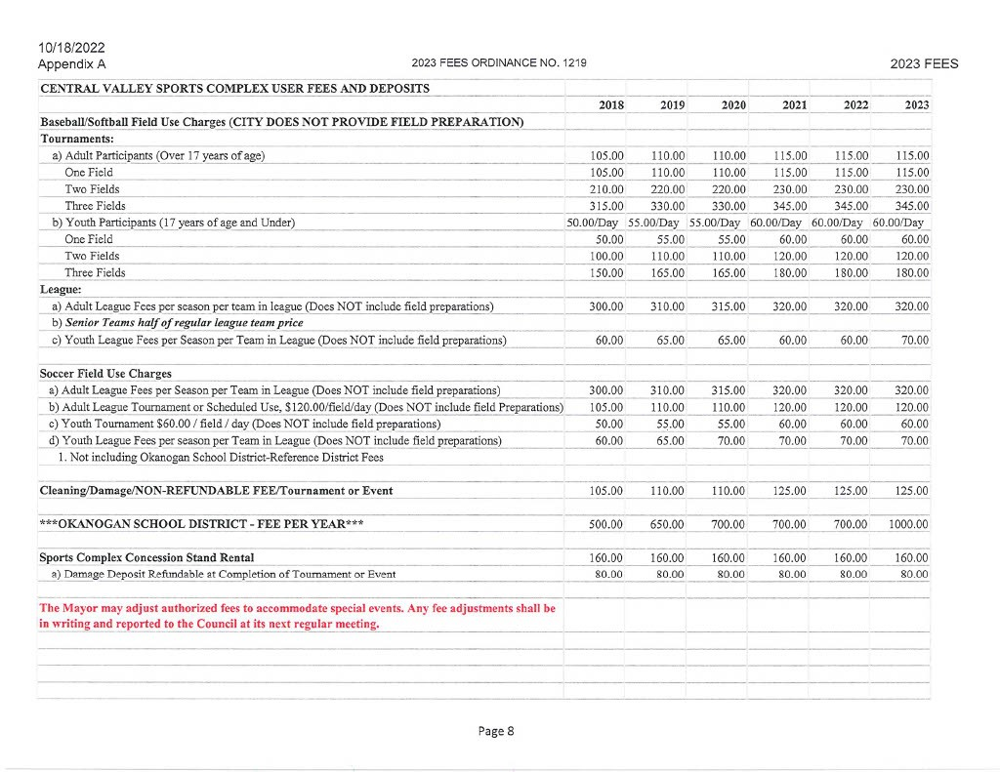 10/18/2022
Appendix A 2023 FEES ORDINANCE NO. 1219 2023 FEES
CENTRAL VALLEY SPORTS COMPLEX USER FEES AND DEPOSITS
2018 2019 2020 2021 2022 2023
Baseball/Softball Field Use Charges (CITY DOES NOT PROVIDE FIELD PREPARATION)
Tournaments:
a) Adult Participants (Over 17 years of age) 105.00 110.00 110.00 115.00 115.00 115.00
One Field 105.00 110.00 110.00 115.00 115.00 115.00
Two Fields 210.00 220.00 220.00 230.00 230.00 230.00
Three Fields 315.00 330.00 330.00 345.00 345.00 345.00
b) Youth Participants (17 years of age and Under) 50.00/Day 55.00/Day 55.00/Day 60.00/Day 60.00/Day 60.00/Day
One Field 50.00 55.00 55.00 60.00 60.00 60.00
Two Fields 100.00 110.00 110.00 120.00 120.00 120.00
Three Fields 150.00 165.00 165.00 180.00 180.00 180.00
League:
a) Adult League Fees per season per team in league (Does NOT include field preparations) 300.00 310.00 315.00 320.00 320.00 320.00
b) Senior Teams half of regular league team price
c) Youth League Fees per Season per Team in League (Does NOT include field preparations) 60.00 65.00 65.00 60.00 60.00 70.00
Soccer Field Use Charges
a) Adult League Fees per Season per Team in League (Does NOT include field preparations) 300.00 310.00 315.00 320.00 320.00 320.00
b) Adult League Tournament or Scheduled Use, $120.00/field/day (Does NOT include field Preparations) 105.00 110.00 110.00 120.00 120.00 120.00
c) Youth Tournament $60.00 / field / day (Does NOT include field preparations) 50.00 55.00 55.00 60.00 60.00 60.00
d) Youth League Fees per season per Team in League (Does NOT include field preparations) 60.00 65.00 70.00 70.00 70.00 70.00
1. Not including Okanogan School District-Reference District Fees
Cleaning/Damage/NON-REFUNDABLE FEE/Tournament or Event 105.00 110.00 110.00 125.00 125.00 125.00
***OKANOGAN SCHOOL DISTRICT - FEE PER YEAR*** 500.00 650.00 700.00 700.00 700.00 1000.00
Sports Complex Concession Stand Rental 160.00 160.00 160.00 160.00 160.00 160.00
a) Damage Deposit Refundable at Completion of Tournament or Event 80.00 80.00 80.00 80.00 80.00 80.00
The Mayor may adjust authorized fees to accommodate special events. Any fee adjustments shall be
in writing and reported to the Council at its next regular meeting.
Page 8